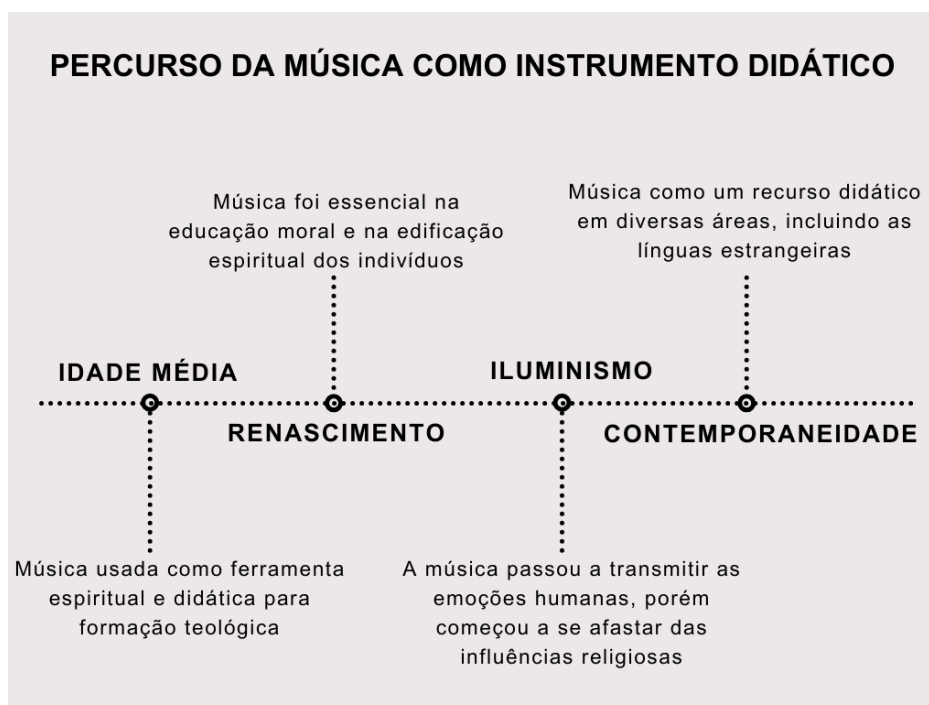 PERCURSO DA MÚSICA COMO INSTRUMENTO DIDÁTICO
Música foi essencial na
educação moral e na edificação
espiritual dos indivíduos
Música como um recurso didático
em diversas áreas, incluindo as
línguas estrangeiras
IDADE MÉDIA
RENASCIMENTO
ILUMINISMO
CONTEMPORANEIDADE
Música usada como ferramenta
espiritual e didática para
formação teológica
A música passou a transmitir as
emoções humanas, porém
começou a se afastar das
influências religiosas